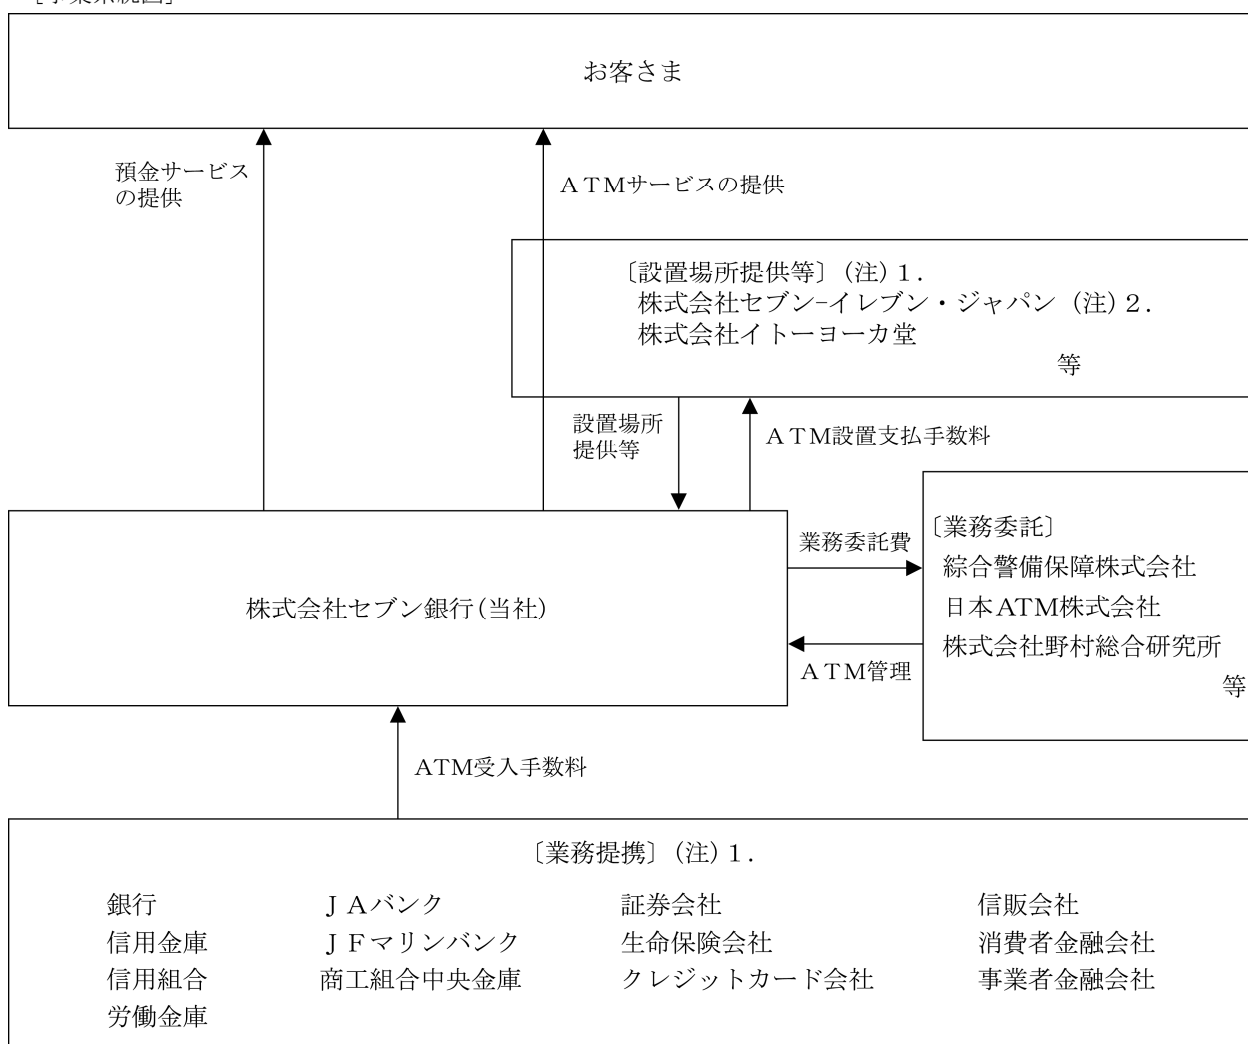 お客さま
預金サービス
の提供
ＡＴＭサービスの提供
〔設置場所提供等〕(注)１.
株式会社セブン-イレブン・ジャパン (注)２.
株式会社イトーヨーカ堂
等
設置場所
提供等
ＡＴＭ設置支払手数料
〔業務委託〕
綜合警備保障株式会社
日本ATM株式会社
株式会社野村総合研究所
等
業務委託費
株式会社セブン銀行(当社)
ＡＴＭ管理
ATM受入手数料
〔業務提携〕(注)１.
銀行 ＪＡバンク 証券会社 信販会社
信用金庫 ＪＦマリンバンク 生命保険会社 消費者金融会社
信用組合 商工組合中央金庫 クレジットカード会社 事業者金融会社
労働金庫